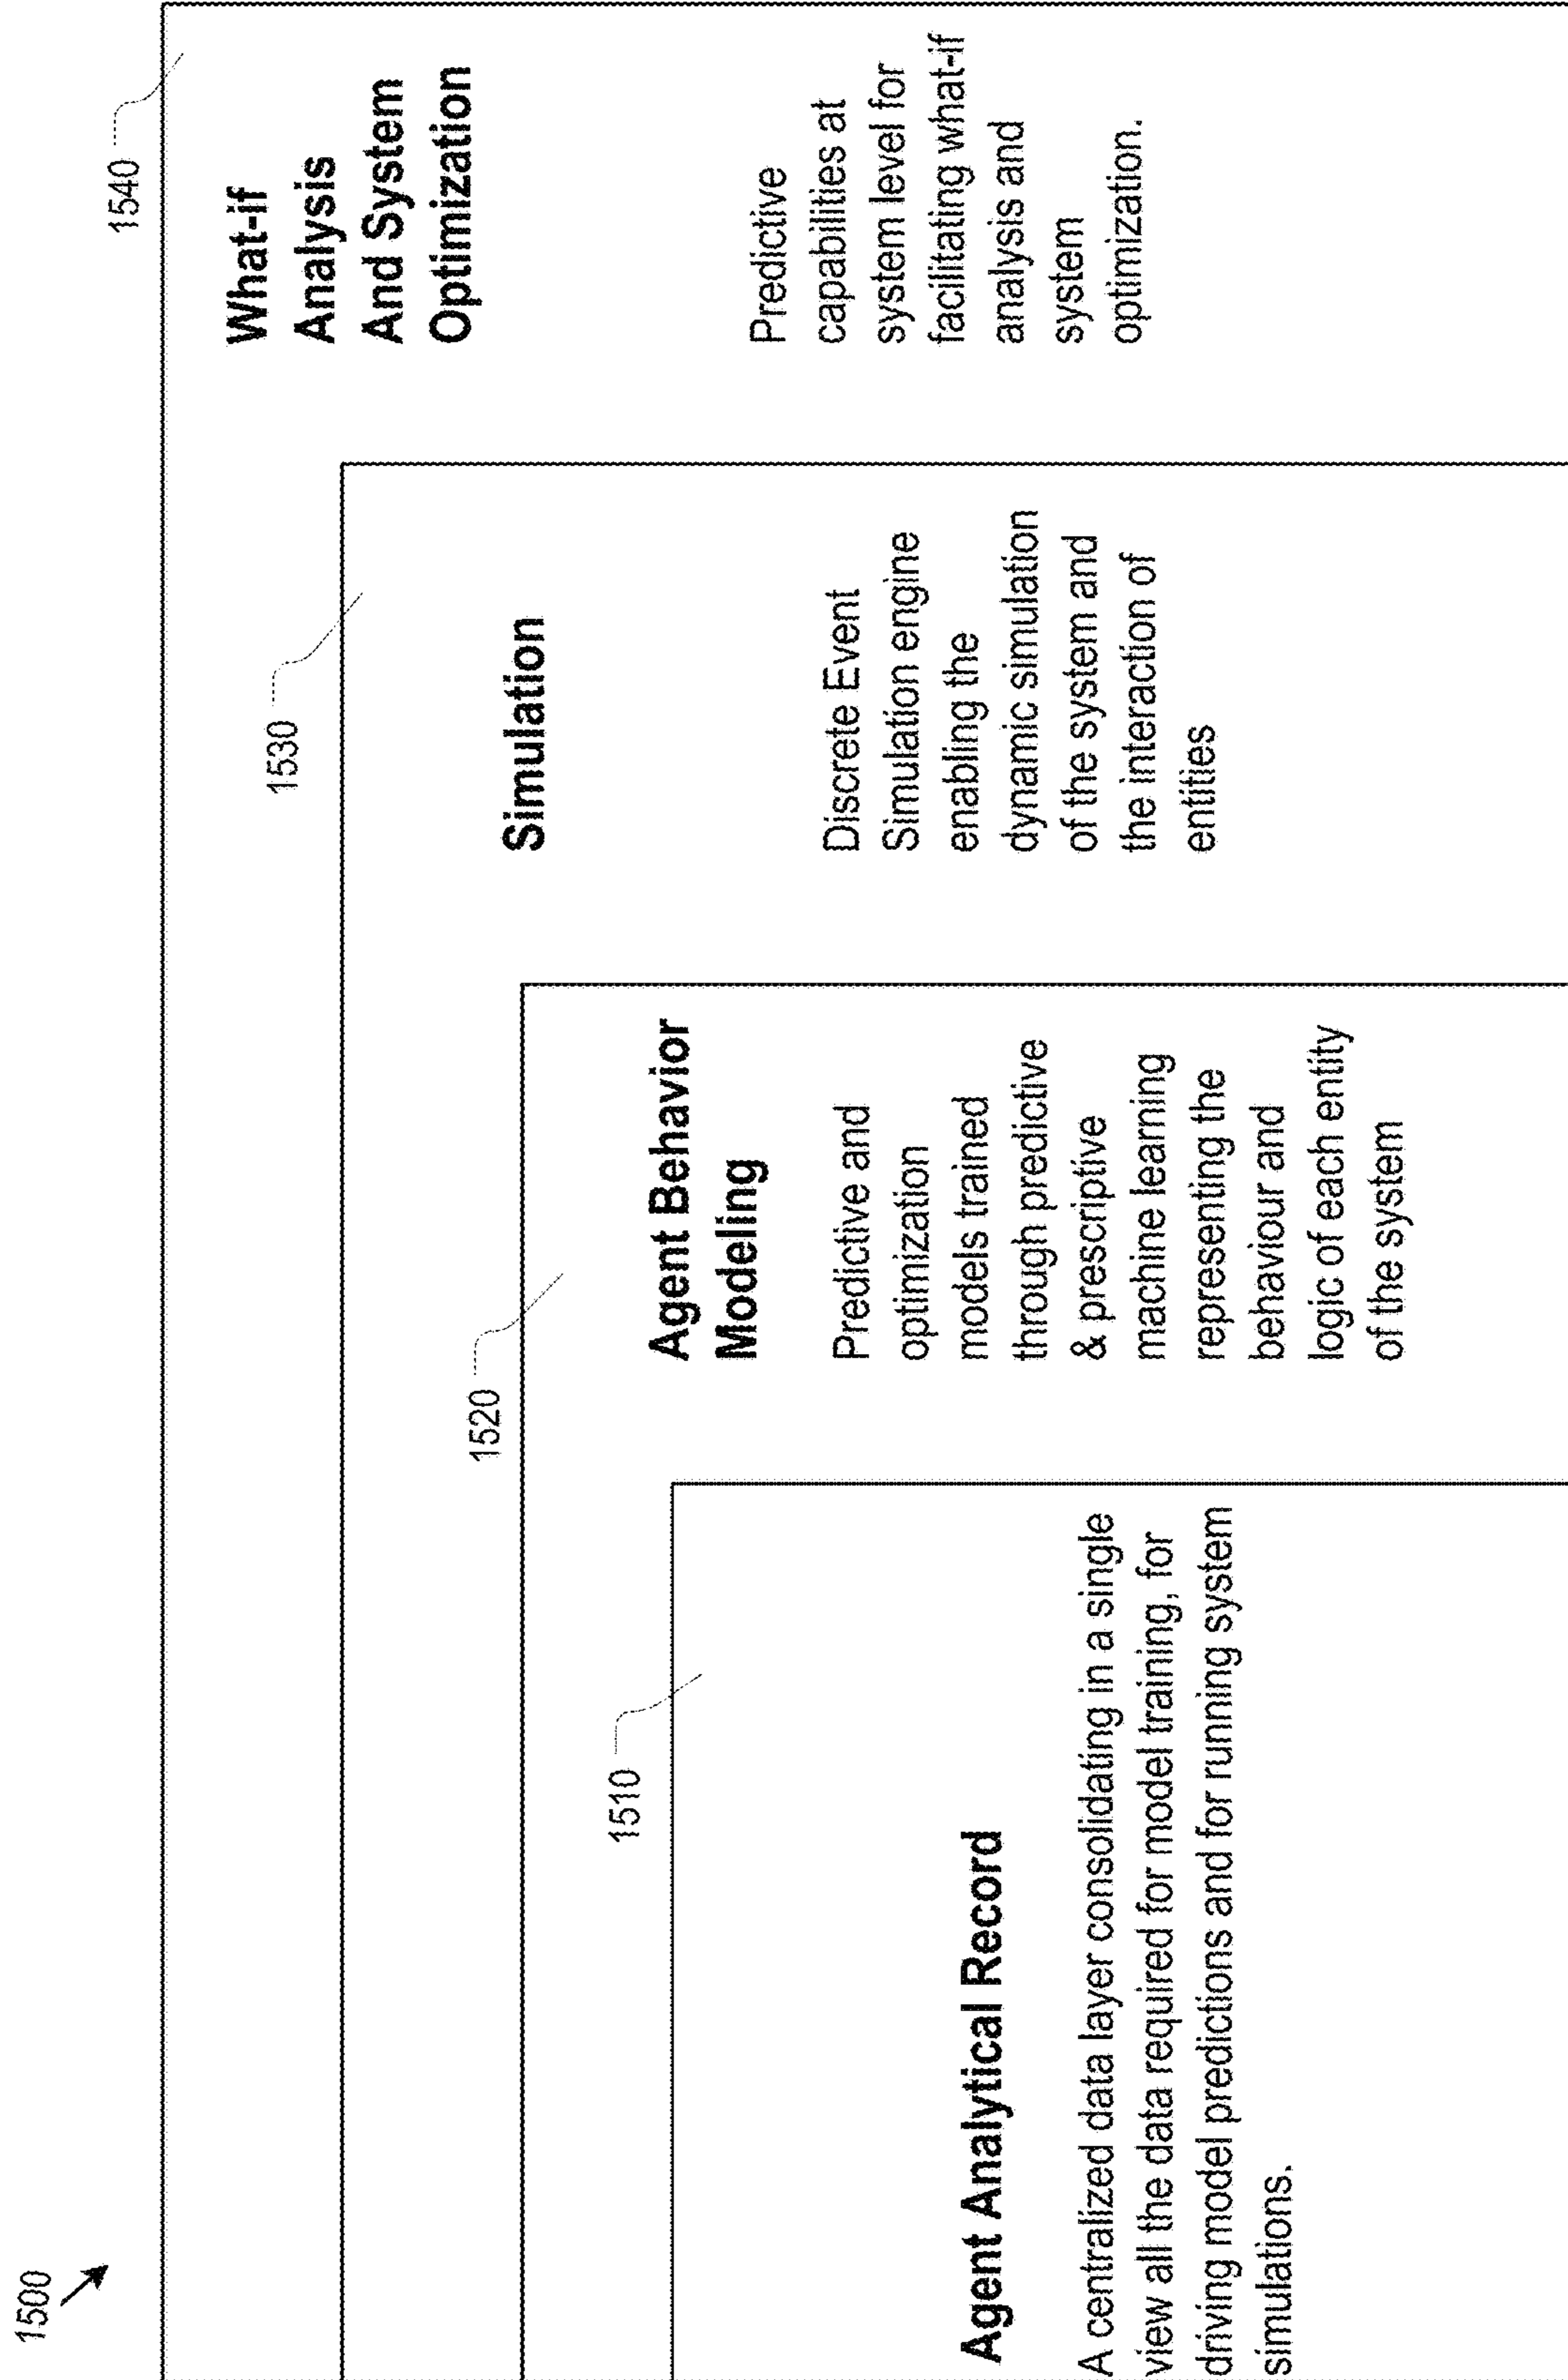 1500
1510
Agent Analytical Record
A centralized data layer consolidating in a single
view all the data required for model training, for
driving model predictions and for running system
simulations.
1520
Agent Behavior
Modeling
Predictive and
optimization
models trained
through predictive
& prescriptive
machine learning
representing the
behaviour and
logic of each entity
of the system
1530
Simulation
Discrete Event
Simulation engine
enabling the
dynamic simulation
of the system and
the interaction of
entities
1540
What-if
Analysis
And System
Optimization
Predictive
capabilities at
system level for
facilitating what-if
analysis and
system
optimization.